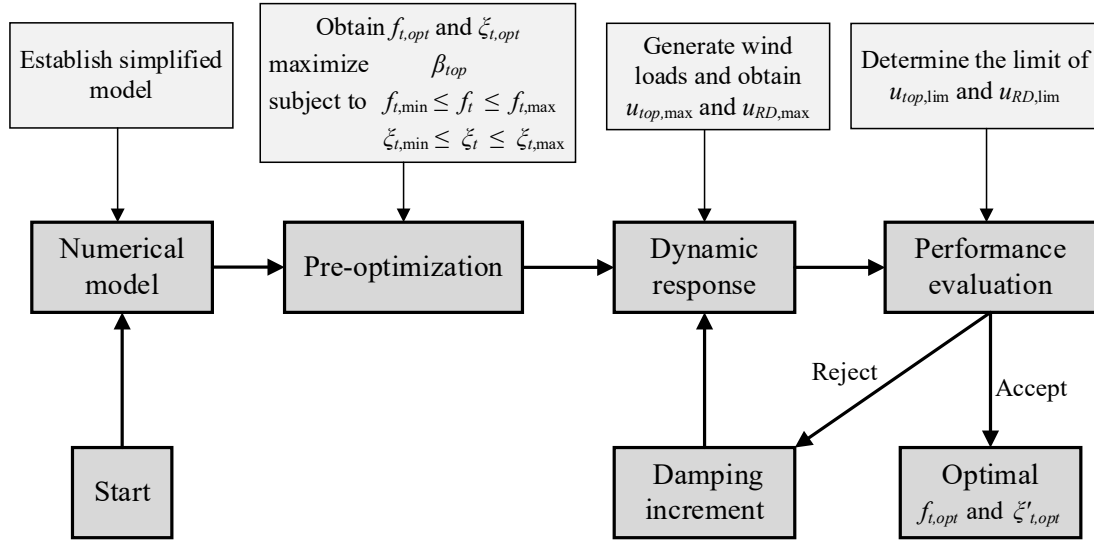 Establish simplified
model
Obtain f_{t,opt} and ξ_{t,opt}
maximize β_{top}
subject to f_{t,min} ≤ f_t ≤ f_{t,max}
ξ_{t,min} ≤ ξ_t ≤ ξ_{t,max}
Generate wind
loads and obtain
u_{top,max} and u_{RD,max}
Determine the limit of
u_{top,lim} and u_{RD,lim}
Numerical
model
Pre-optimization
Dynamic
response
Performance
evaluation
Reject
Accept
Start
Damping
increment
Optimal
f_{t,opt} and ξ′_{t,opt}